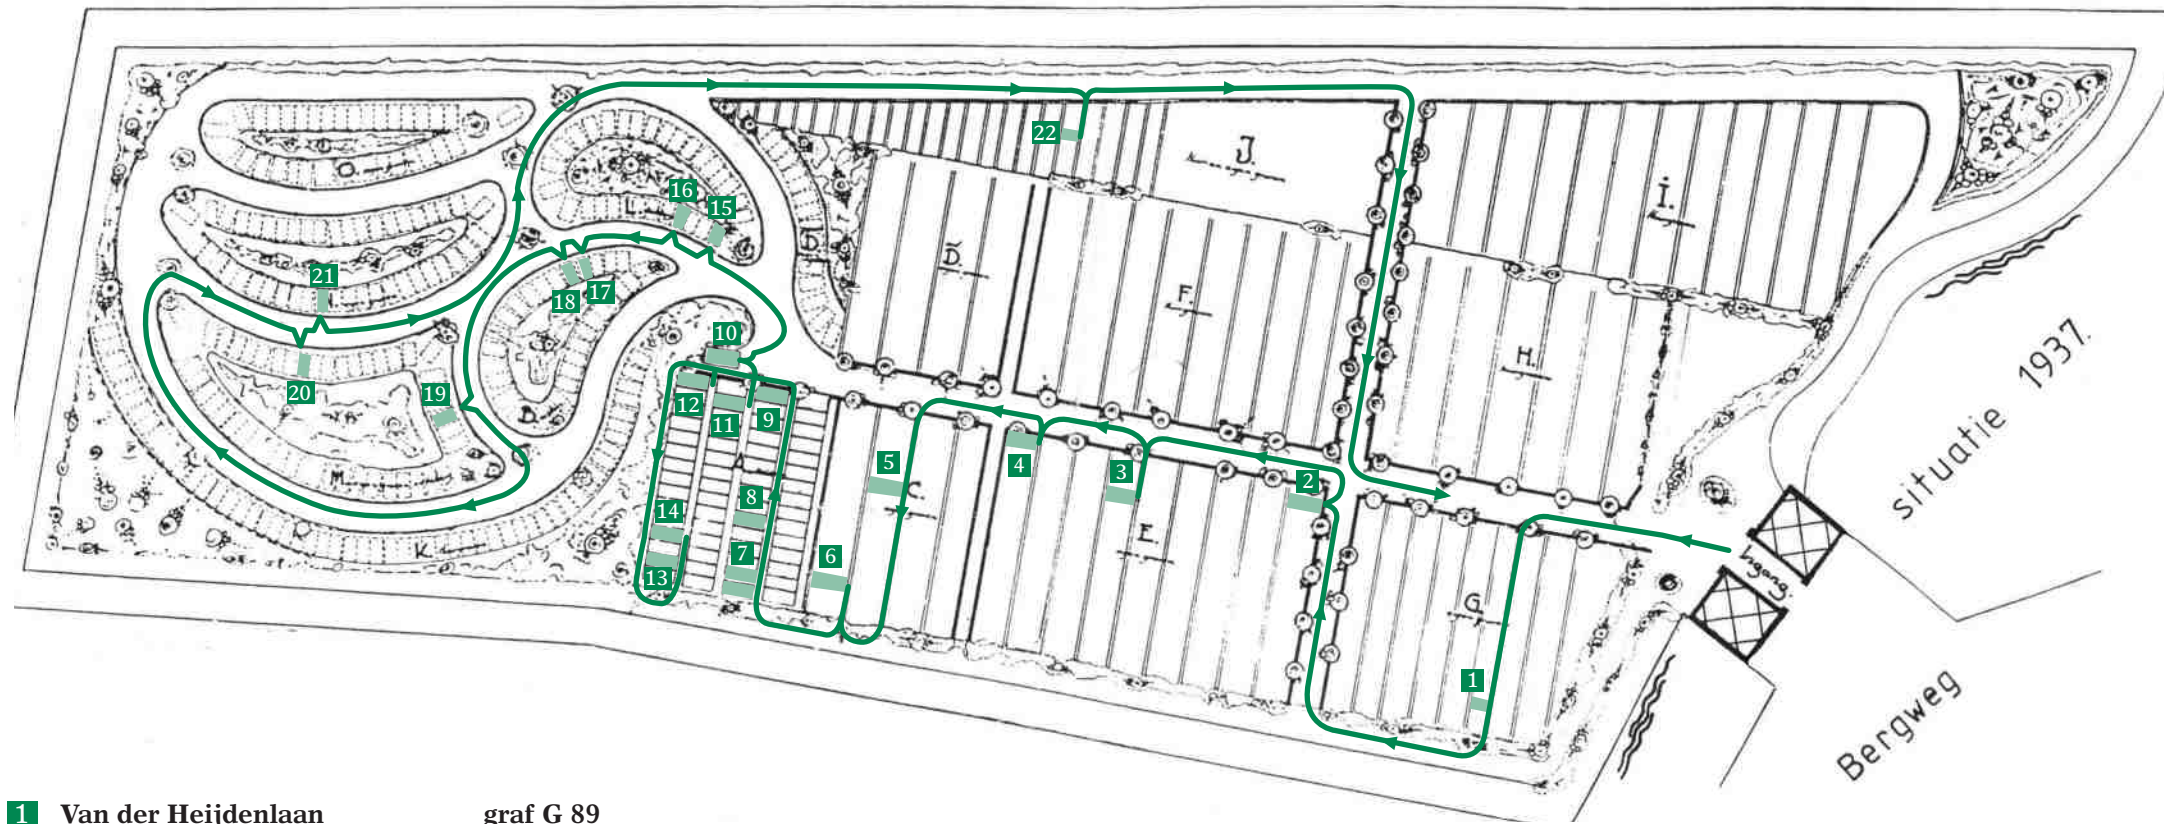 22
J.
I.
16
15
L.
D.
F.
H.
21
18
17
10
20
19
12
11
9
B.
M
K
A
5
C.
4
3
2
E.
8
14
7
6
13
G.
1
Ingang.
situatie 1937.
Bergweg
1 Van der Heijdenlaan graf G 89